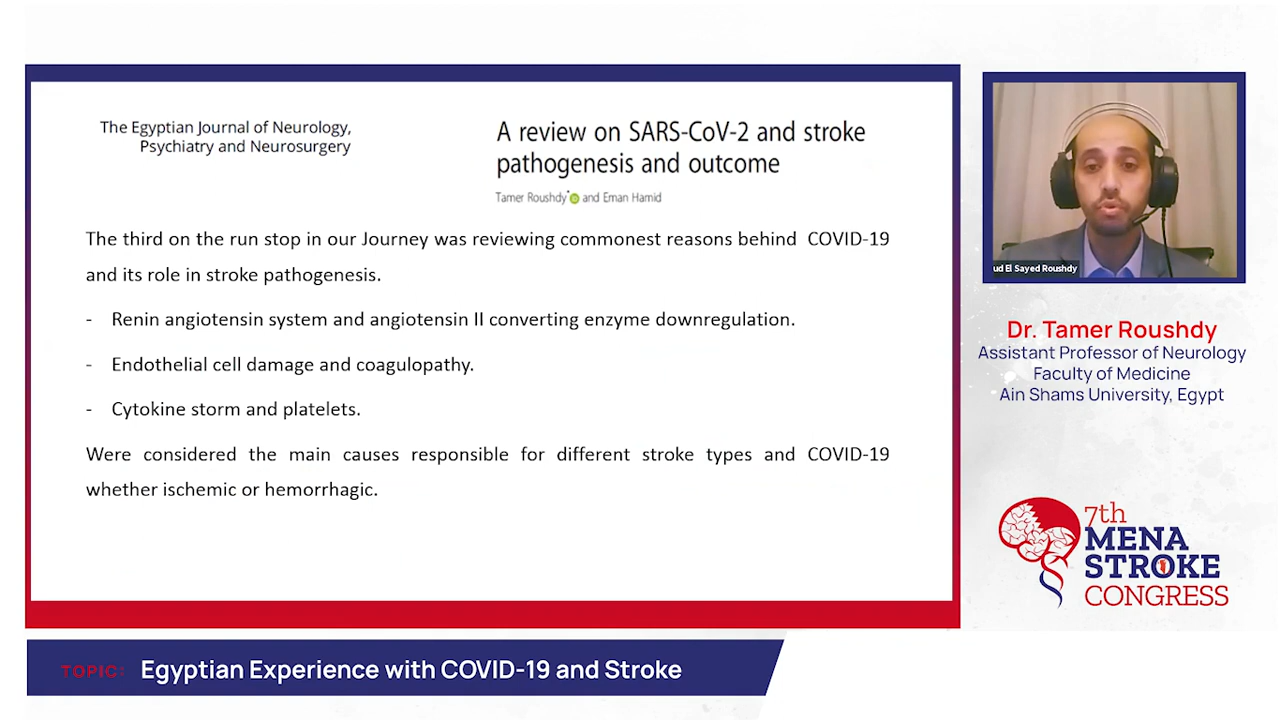 The Egyptian Journal of Neurology,
Psychiatry and Neurosurgery
A review on SARS-CoV-2 and stroke
pathogenesis and outcome
Tamer Roushdy* and Eman Hamid
The third on the run stop in our Journey was reviewing commonest reasons behind COVID-19
and its role in stroke pathogenesis.
- Renin angiotensin system and angiotensin II converting enzyme downregulation.
- Endothelial cell damage and coagulopathy.
- Cytokine storm and platelets.
Were considered the main causes responsible for different stroke types and COVID-19
whether ischemic or hemorrhagic.
ud El Sayed Roushdy
Dr. Tamer Roushdy
Assistant Professor of Neurology
Faculty of Medicine
Ain Shams University, Egypt
7th
MENA
STROKE
CONGRESS
TOPIC: Egyptian Experience with COVID-19 and Stroke